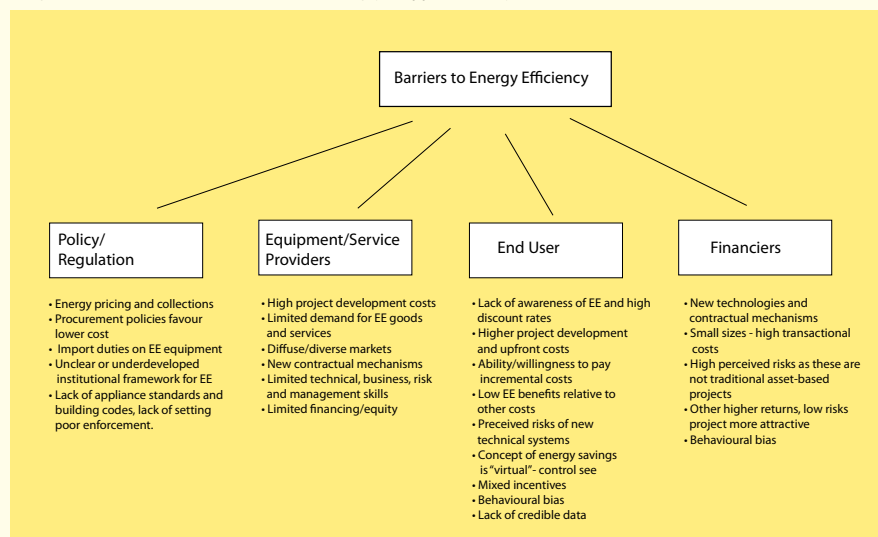 Barriers to Energy Efficiency
Policy/
Regulation
• Energy pricing and collections
• Procurement policies favour
lower cost
• Import duties on EE equipment
• Unclear or underdeveloped
institutional framework for EE
• Lack of appliance standards and
building codes, lack of setting
poor enforcement.
Equipment/Service
Providers
• High project development costs
• Limited demand for EE goods
and services
• Diffuse/diverse markets
• New contractual mechanisms
• Limited technical, business, risk
and management skills
• Limited financing/equity
End User
• Lack of awareness of EE and high
discount rates
• Higher project development
and upfront costs
• Ability/willingness to pay
incremental costs
• Low EE benefits relative to
other costs
• Preceived risks of new
technical systems
• Concept of energy savings
is "virtual"- control see
• Mixed incentives
• Behavioural bias
• Lack of credible data
Financiers
• New technologies and
contractual mechanisms
• Small sizes - high transactional
costs
• High perceived risks as these are
not traditional asset-based
projects
• Other higher returns, low risks
project more attractive
• Behavioural bias